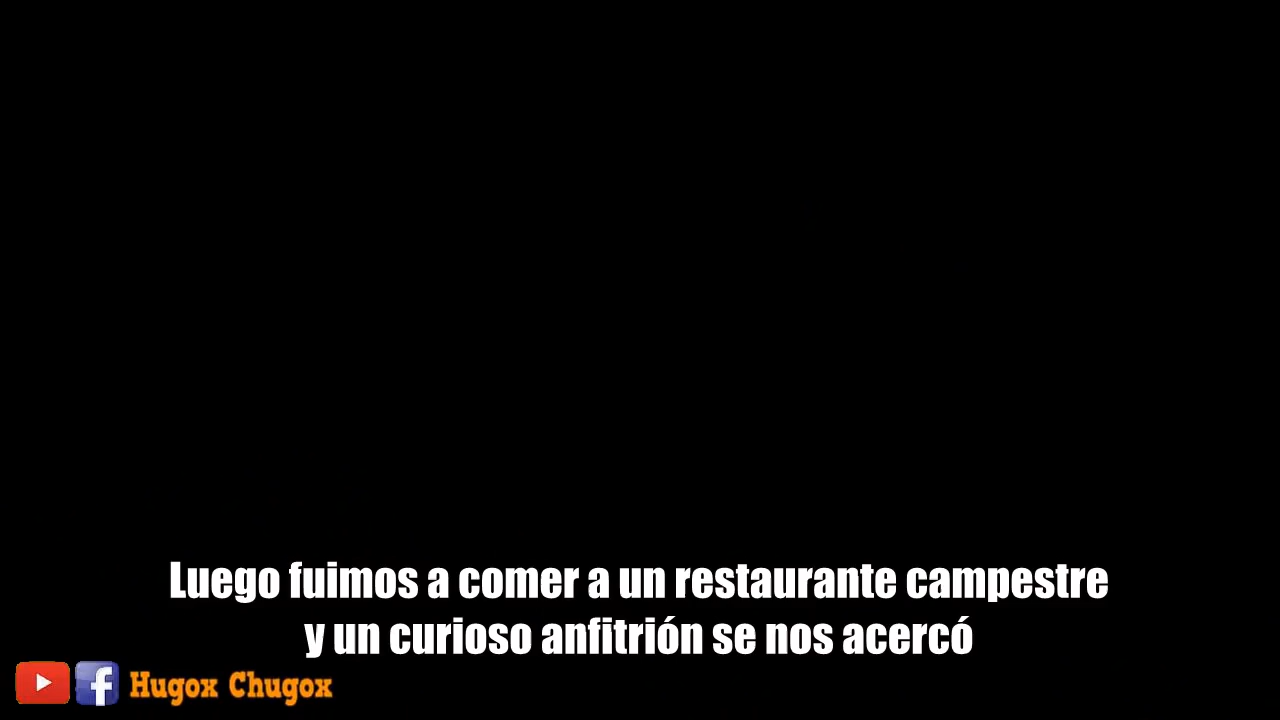 Luego fuimos a comer a un restaurante campestre
y un curioso anfitrión se nos acercó
Hugox Chugox